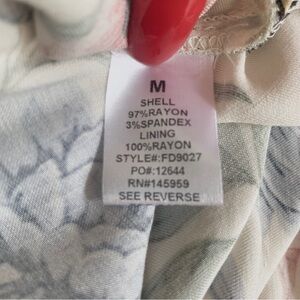 M
SHELL
97%RAYON
3%SPANDEX
LINING
100%RAYON
STYLE#:FD9027
PO#:12644
RN#145959
SEE REVERSE